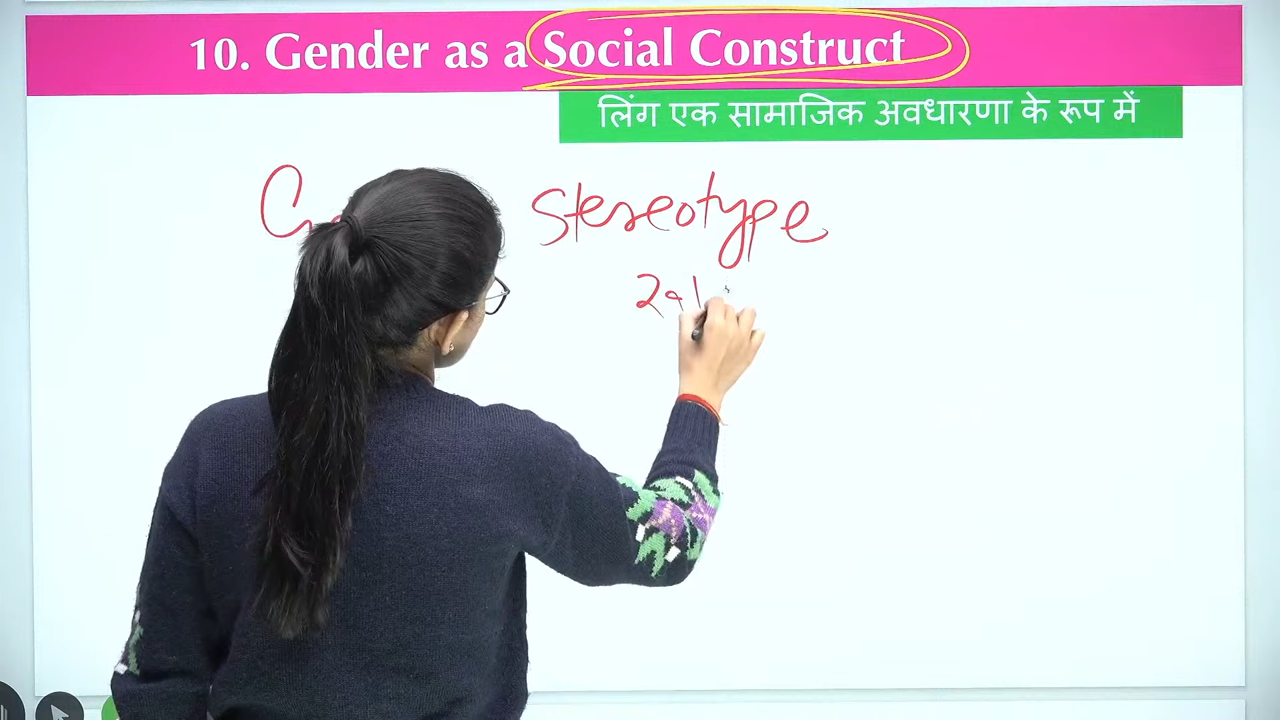 10. Gender as a Social Construct
लिंग एक सामाजिक अवधारणा के रूप में
Stereotype